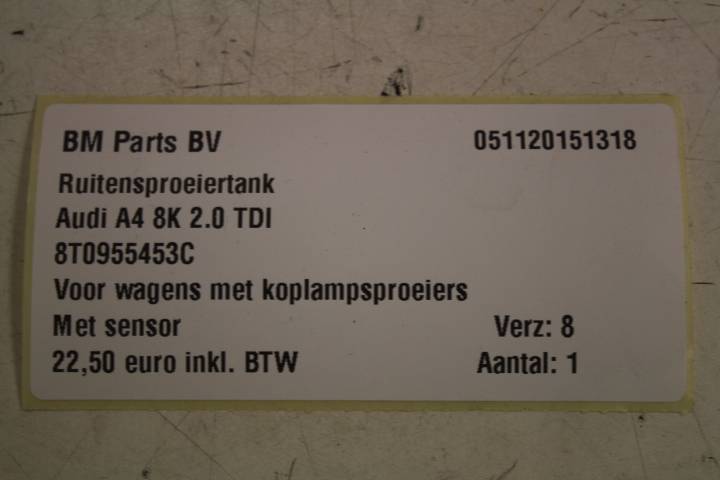 BM Parts BV 051120151318
Ruitensproeiertank
Audi A4 8K 2.0 TDI
8T0955453C
Voor wagens met koplampsproeiers
Met sensor Verz: 8
22,50 euro inkl. BTW Aantal: 1